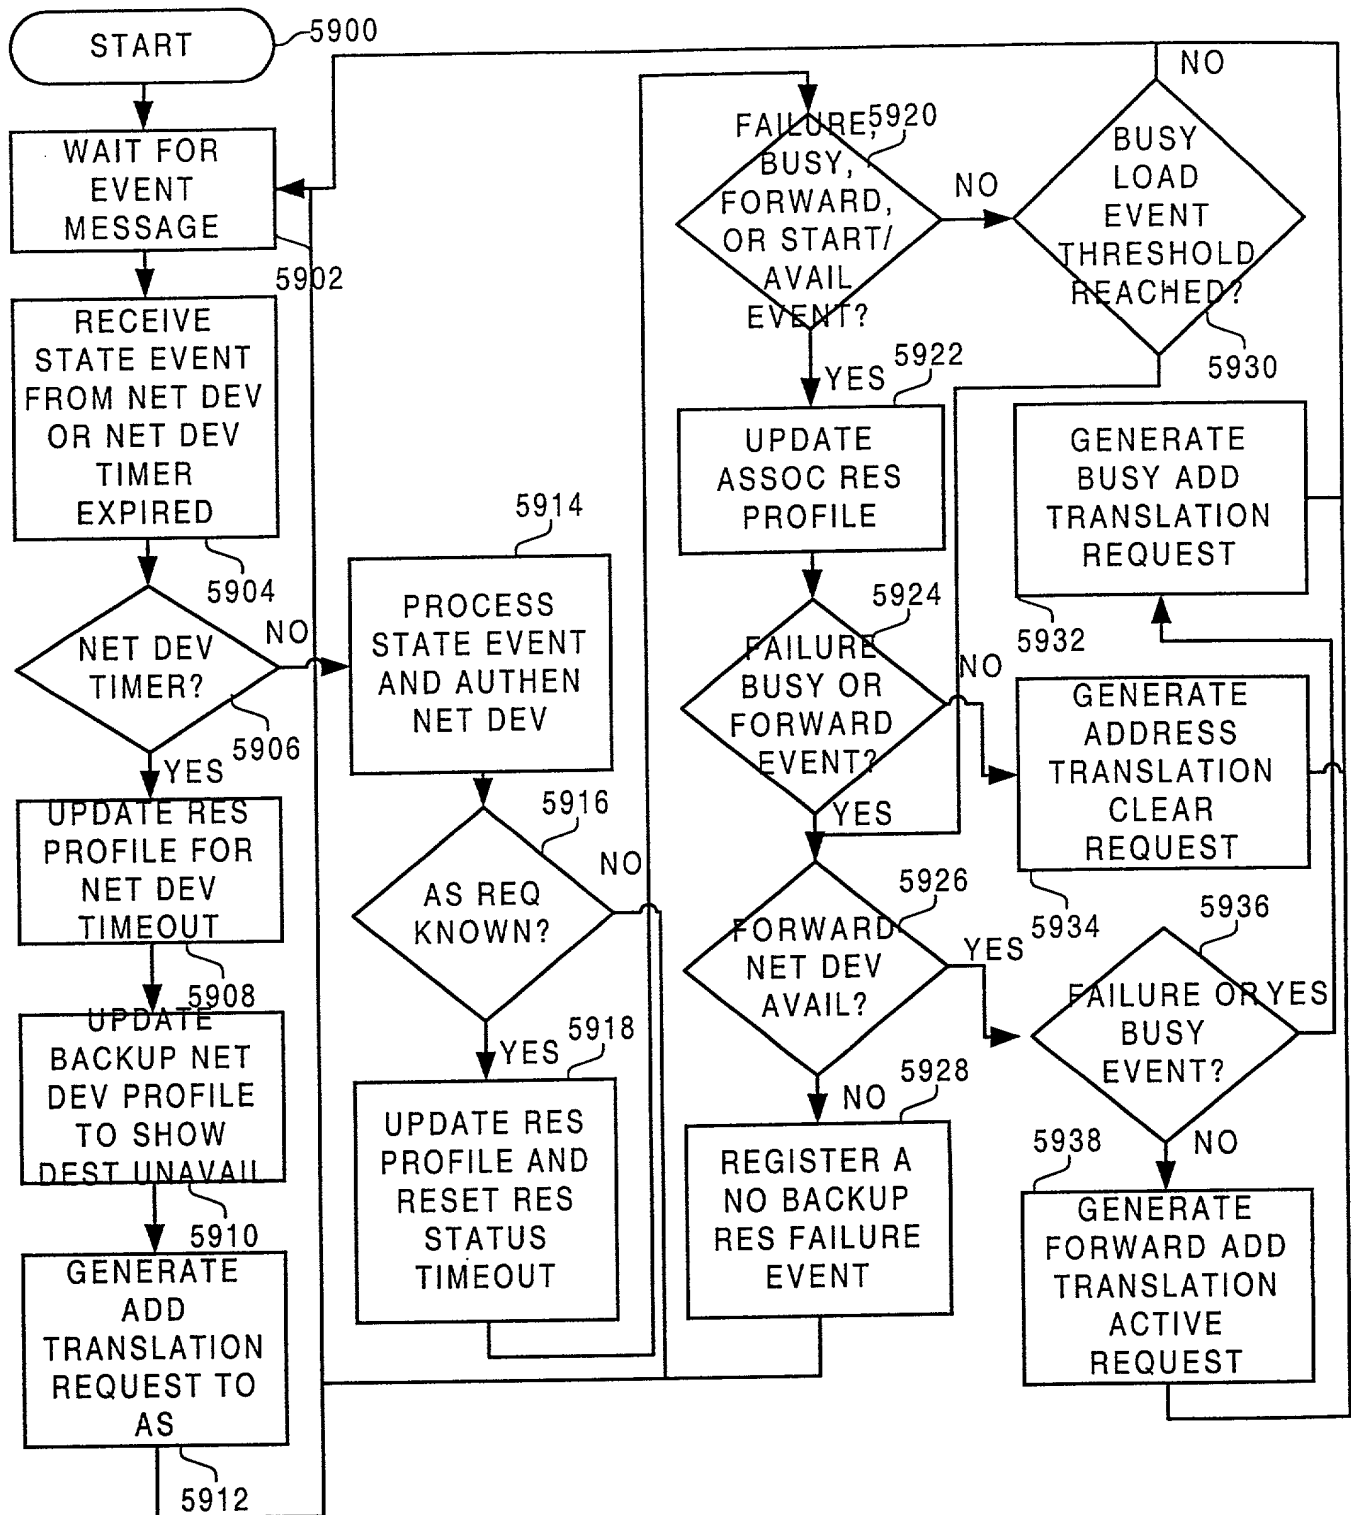 START
5900
WAIT FOR
EVENT
MESSAGE
5902
RECEIVE
STATE EVENT
FROM NET DEV
OR NET DEV
TIMER
EXPIRED
5904
NET DEV
TIMER?
NO
5906
YES
UPDATE RES
PROFILE FOR
NET DEV
TIMEOUT
5908
UPDATE
BACKUP NET
DEV PROFILE
TO SHOW
DEST UNAVAIL
5910
GENERATE
ADD
TRANSLATION
REQUEST TO
AS
5912
5914
PROCESS
STATE EVENT
AND AUTHEN
NET DEV
5916
AS REQ
KNOWN?
NO
YES
5918
UPDATE RES
PROFILE AND
RESET RES
STATUS
TIMEOUT
5920
FAILURE,
BUSY,
FORWARD,
OR START/
AVAIL
EVENT?
NO
YES
5922
UPDATE
ASSOC RES
PROFILE
5924
FAILURE
BUSY OR
FORWARD
EVENT?
NO
YES
5926
FORWARD
NET DEV
AVAIL?
YES
NO
5928
REGISTER A
NO BACKUP
RES FAILURE
EVENT
NO
BUSY
LOAD
EVENT
THRESHOLD
REACHED?
5930
GENERATE
BUSY ADD
TRANSLATION
REQUEST
5932
GENERATE
ADDRESS
TRANSLATION
CLEAR
REQUEST
5934
5936
FAILURE OR
BUSY
EVENT?
YES
NO
5938
GENERATE
FORWARD ADD
TRANSLATION
ACTIVE
REQUEST